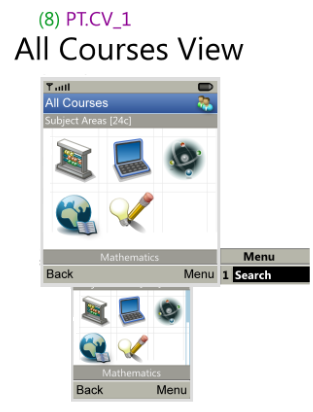 (8) PT.CV_1
All Courses View
All Courses
Subject Areas [24c]
Mathematics
Back Menu
Menu
1 Search
Mathematics
Back Menu